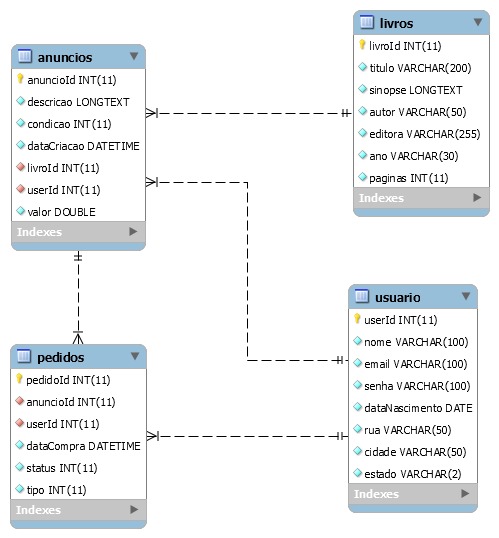 anuncios
anuncioId INT(11)
descricao LONGTEXT
condicao INT(11)
dataCriacao DATETIME
livroId INT(11)
userId INT(11)
valor DOUBLE
Indexes
livros
livroId INT(11)
titulo VARCHAR(200)
sinopse LONGTEXT
autor VARCHAR(50)
editora VARCHAR(255)
ano VARCHAR(30)
paginas INT(11)
Indexes
pedidos
pedidoId INT(11)
anuncioId INT(11)
userId INT(11)
dataCompra DATETIME
status INT(11)
tipo INT(11)
Indexes
usuario
userId INT(11)
nome VARCHAR(100)
email VARCHAR(100)
senha VARCHAR(100)
dataNascimento DATE
rua VARCHAR(50)
cidade VARCHAR(50)
estado VARCHAR(2)
Indexes